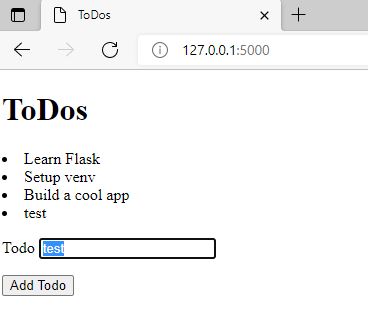 ToDos
127.0.0.1:5000
ToDos
Learn Flask
Setup venv
Build a cool app
test
Todo test
Add Todo